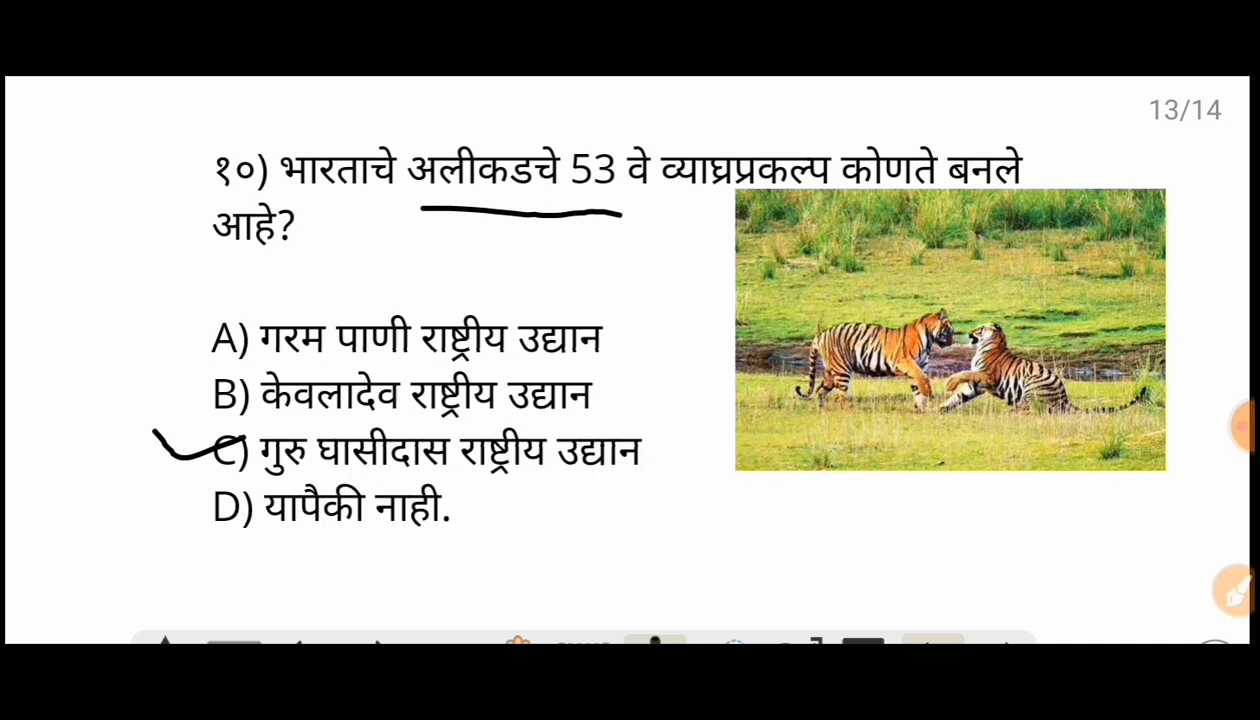 13/14
१०) भारताचे अलीकडचे 53 वे व्याघ्रप्रकल्प कोणते बनले
आहे?
A) गरम पाणी राष्ट्रीय उद्यान
B) केवलादेव राष्ट्रीय उद्यान
C) गुरु घासीदास राष्ट्रीय उद्यान
D) यापैकी नाही.